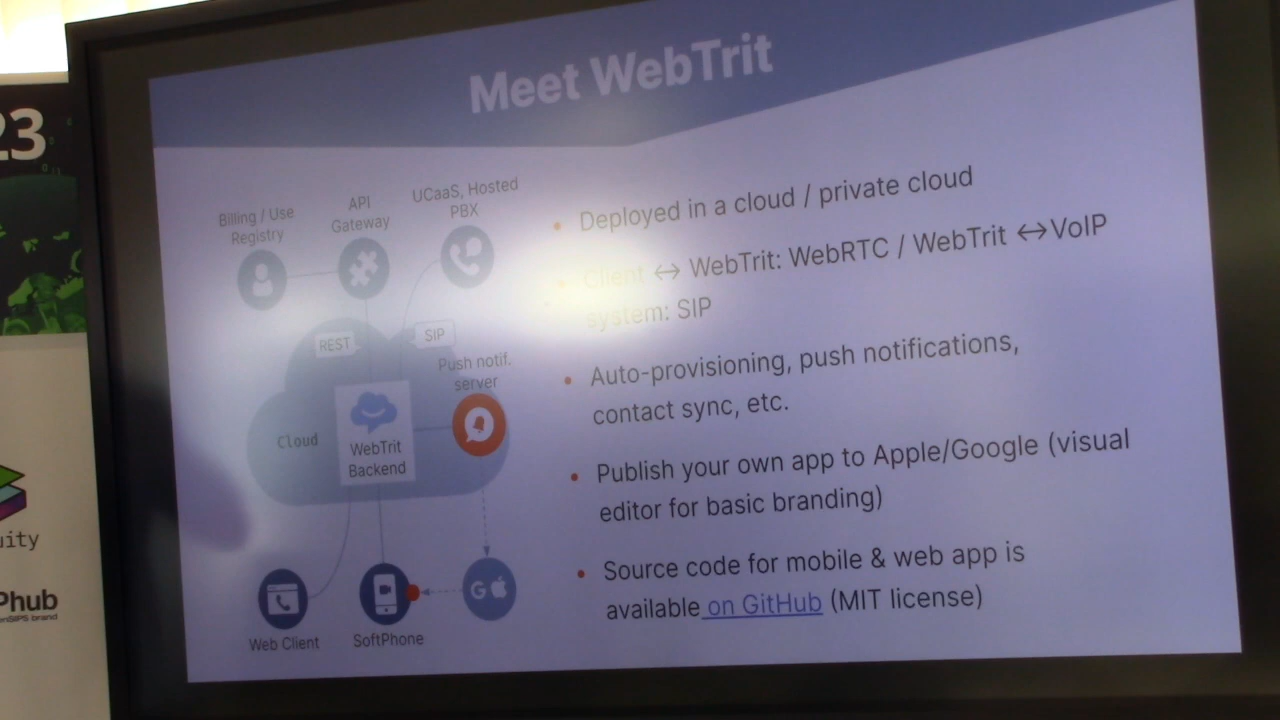 Meet WebTrit
23
Billing / Use
Registry
API
Gateway
UCaaS, Hosted
PBX
REST
SIP
Push notif.
server
Cloud
WebTrit
Backend
Web Client
SoftPhone
G
• Deployed in a cloud / private cloud
• Client ↔ WebTrit: WebRTC / WebTrit ↔VoIP
system: SIP
• Auto-provisioning, push notifications,
contact sync, etc.
• Publish your own app to Apple/Google (visual
editor for basic branding)
• Source code for mobile & web app is
available on GitHub (MIT license)
uity
Phub
enSIPS brand